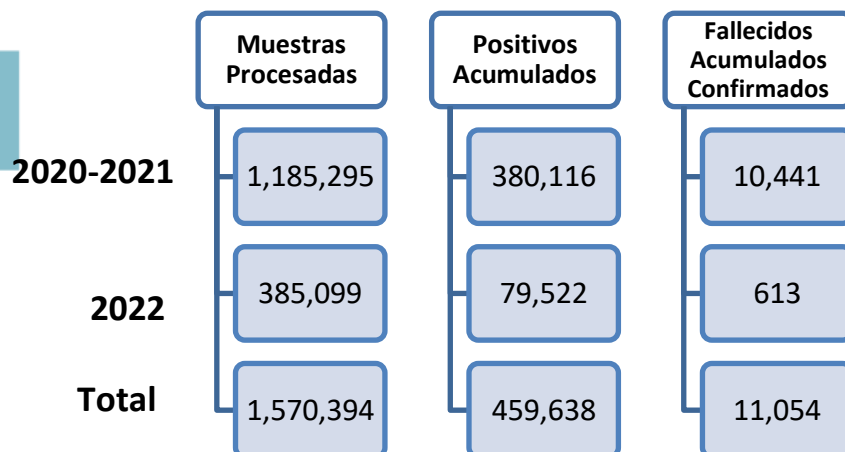 Muestras
Procesadas
Positivos
Acumulados
Fallecidos
Acumulados
Confirmados
2020-2021
1,185,295
380,116
10,441
2022
385,099
79,522
613
Total
1,570,394
459,638
11,054